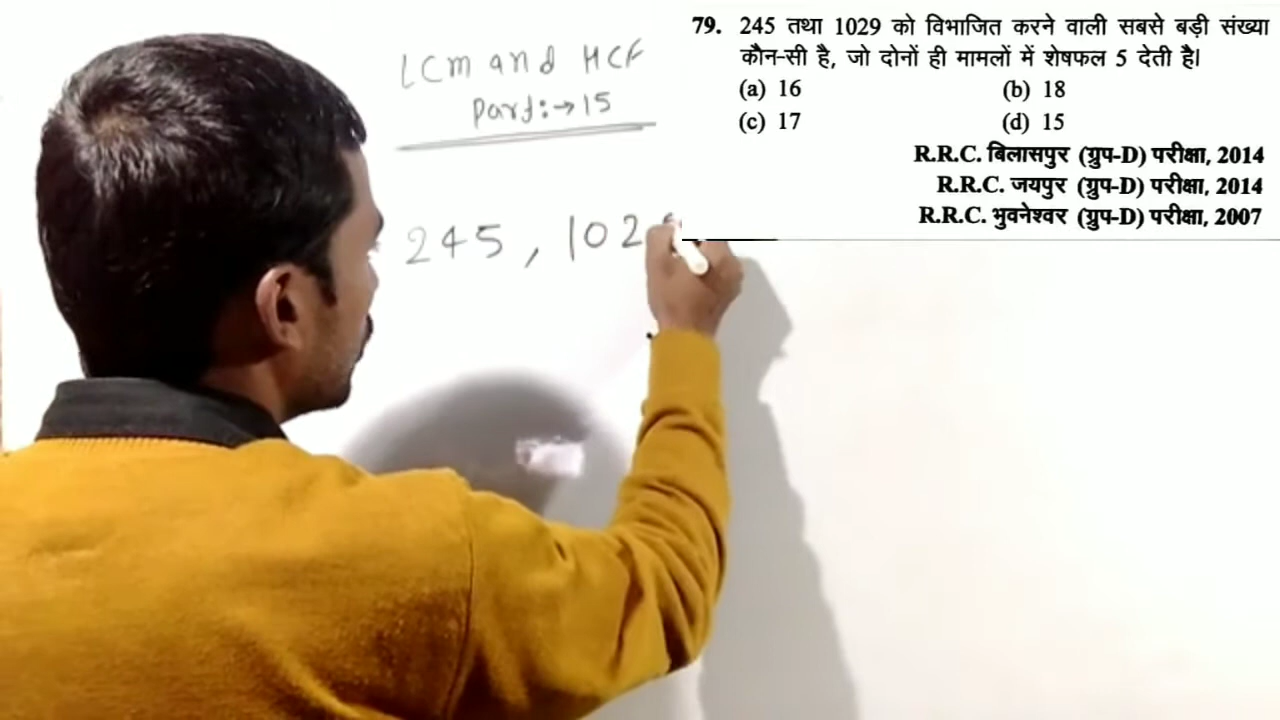 LCM and HCF
Part:→15
245, 102
79. 245 तथा 1029 को विभाजित करने वाली सबसे बड़ी संख्या
कौन-सी है, जो दोनों ही मामलों में शेषफल 5 देती है।
(a) 16 (b) 18
(c) 17 (d) 15
R.R.C. बिलासपुर (ग्रुप-D) परीक्षा, 2014
R.R.C. जयपुर (ग्रुप-D) परीक्षा, 2014
R.R.C. भुवनेश्वर (ग्रुप-D) परीक्षा, 2007